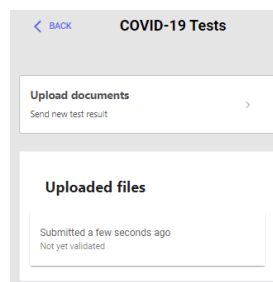 BACK COVID-19 Tests
Upload documents
Send new test result
Uploaded files
Submitted a few seconds ago
Not yet validated